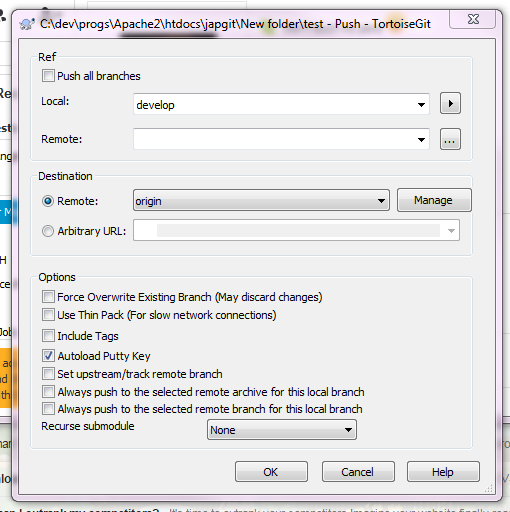 C:\dev\progs\Apache2\htdocs\japgit\New folder\test - Push - TortoiseGit
Ref
Push all branches
Local:
develop
Remote:
...
Destination
Remote:
origin
Manage
Arbitrary URL:
Options
Force Overwrite Existing Branch (May discard changes)
Use Thin Pack (For slow network connections)
Include Tags
Autoload Putty Key
Set upstream/track remote branch
Always push to the selected remote archive for this local branch
Always push to the selected remote branch for this local branch
Recurse submodule
None
OK
Cancel
Help